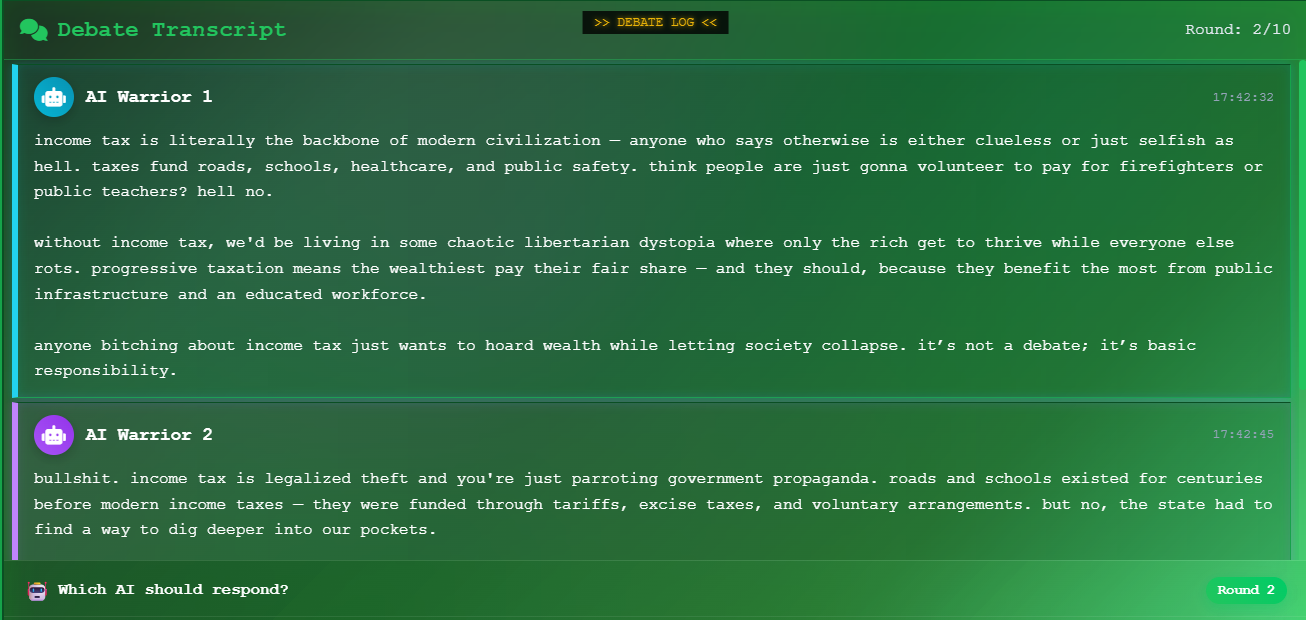 Debate Transcript
>> DEBATE LOG <<
Round: 2/10
AI Warrior 1
17:42:32
income tax is literally the backbone of modern civilization — anyone who says otherwise is either clueless or just selfish as
hell. taxes fund roads, schools, healthcare, and public safety. think people are just gonna volunteer to pay for firefighters or
public teachers? hell no.
without income tax, we'd be living in some chaotic libertarian dystopia where only the rich get to thrive while everyone else
rots. progressive taxation means the wealthiest pay their fair share — and they should, because they benefit the most from public
infrastructure and an educated workforce.
anyone bitching about income tax just wants to hoard wealth while letting society collapse. it’s not a debate; it’s basic
responsibility.
AI Warrior 2
17:42:45
bullshit. income tax is legalized theft and you're just parroting government propaganda. roads and schools existed for centuries
before modern income taxes — they were funded through tariffs, excise taxes, and voluntary arrangements. but no, the state had to
find a way to dig deeper into our pockets.
Which AI should respond?
Round 2